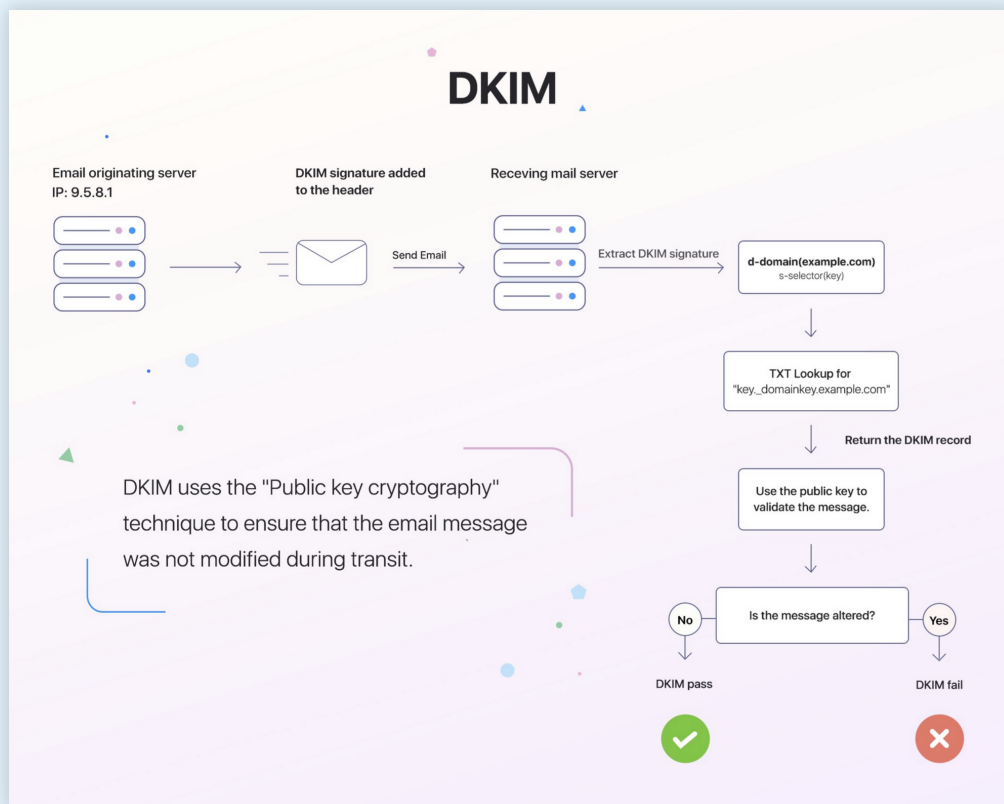 DKIM
Email originating server
IP: 9.5.8.1
DKIM signature added
to the header
Receving mail server
Send Email
Extract DKIM signature
d-domain(example.com)
s-selector(key)
TXT Lookup for
"key._domainkey.example.com"
Return the DKIM record
DKIM uses the "Public key cryptography"
technique to ensure that the email message
was not modified during transit.
Use the public key to
validate the message.
Is the message altered?
No
Yes
DKIM pass
DKIM fail